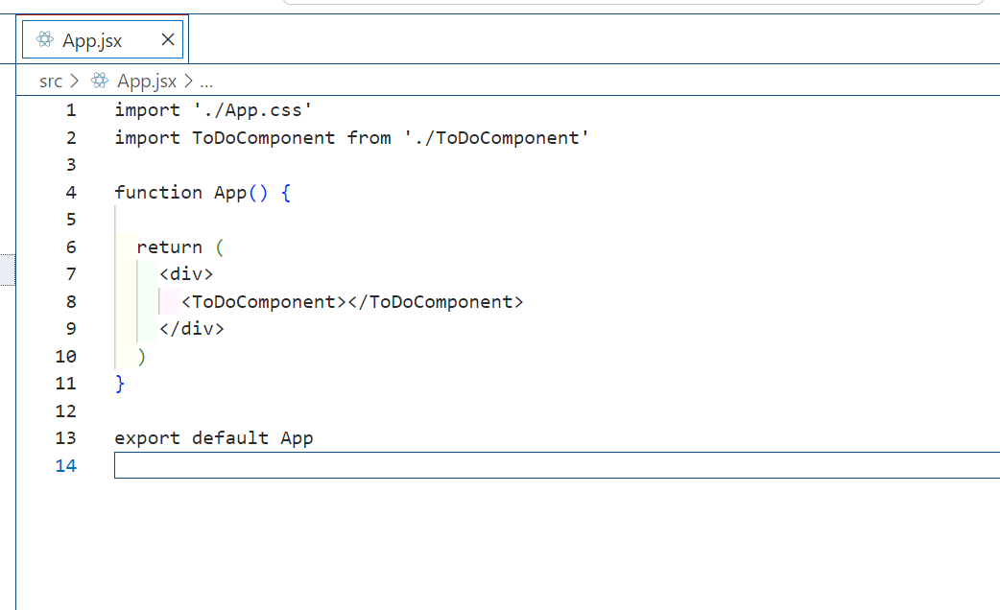 App.jsx
src > App.jsx > ...
1 import './App.css'
2 import ToDoComponent from './ToDoComponent'
3
4 function App() {
5
6   return (
7     <div>
8       <ToDoComponent></ToDoComponent>
9     </div>
10   )
11 }
12
13 export default App
14